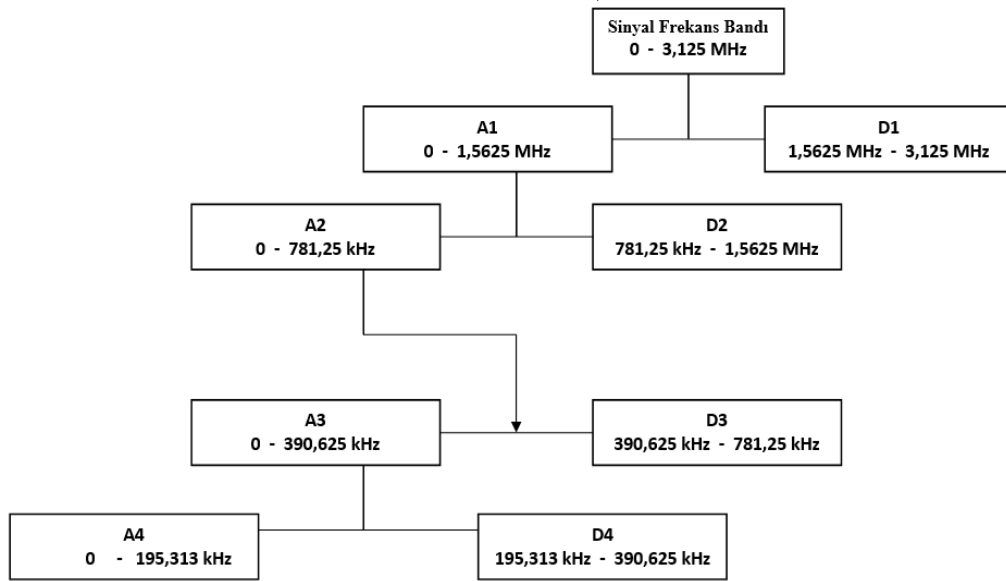 Sinyal Frekans Bandı
0 - 3,125 MHz
A1
0 - 1,5625 MHz
D1
1,5625 MHz - 3,125 MHz
A2
0 - 781,25 kHz
D2
781,25 kHz - 1,5625 MHz
A3
0 - 390,625 kHz
D3
390,625 kHz - 781,25 kHz
A4
0 - 195,313 kHz
D4
195,313 kHz - 390,625 kHz